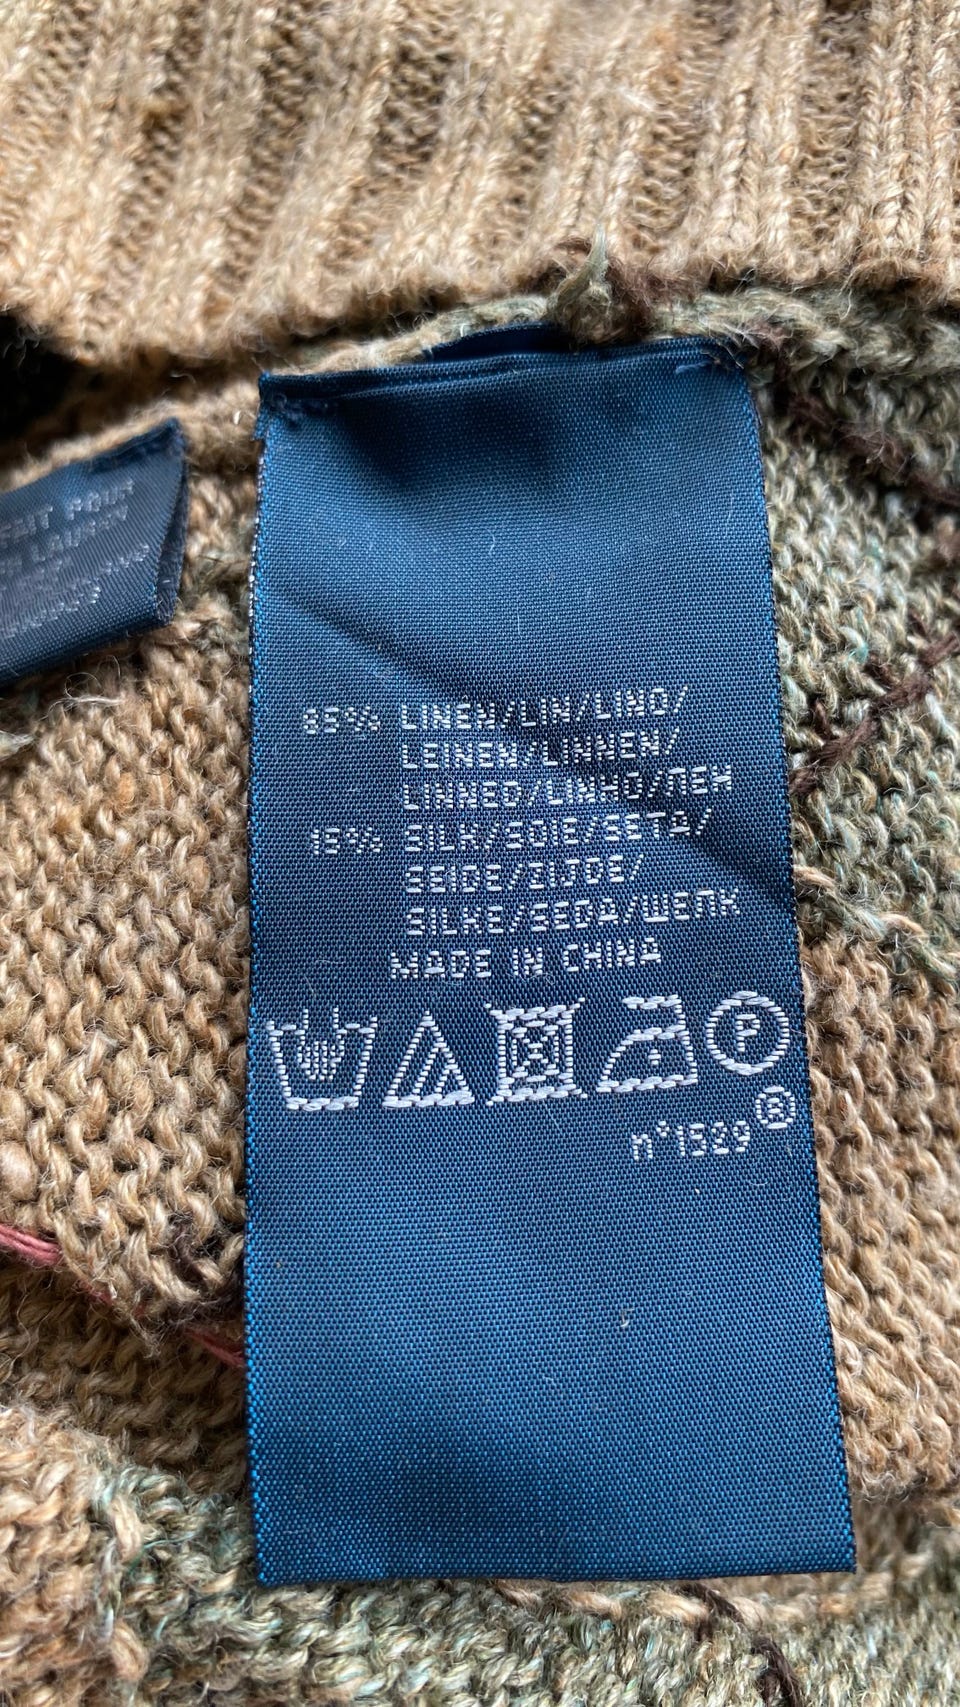 85% LINEN/LIN/LINO/
LEINEN/LINNEN/
LINNED/LINHO/ЛЕН
15% SILK/SOIE/SETA/
SEIDE/ZIJDE/
SILKE/SEDA/ШЕЛК
MADE IN CHINA
P
®
n°1529